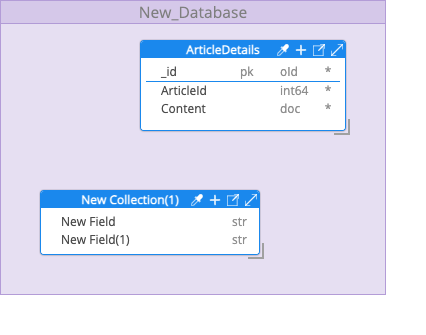 New_Database
ArticleDetails
_id pk oId *
ArticleId int64 *
Content doc *
New Collection(1)
New Field str
New Field(1) str